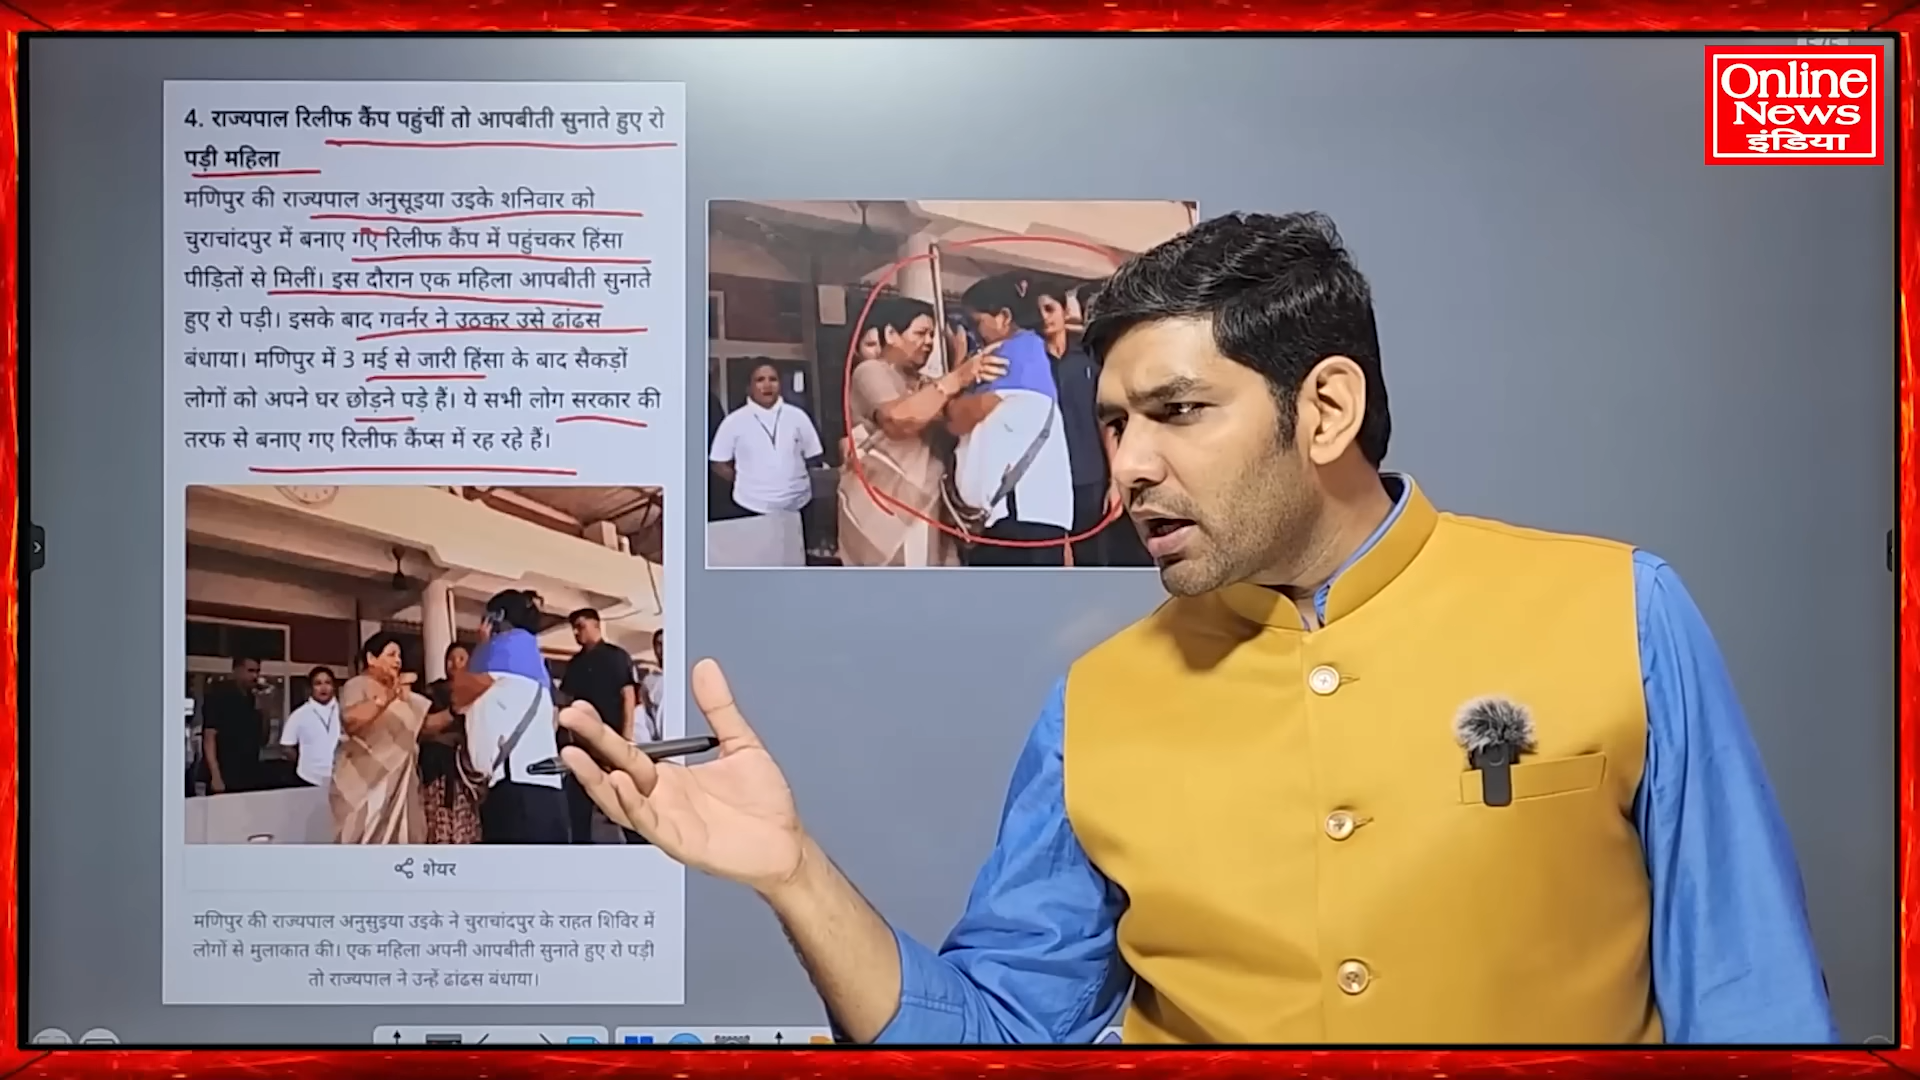 Online
News
इंडिया
4. राज्यपाल रिलीफ कैंप पहुंचीं तो आपबीती सुनाते हुए रो
पड़ी महिला
मणिपुर की राज्यपाल अनुसूइया उइके शनिवार को
चुराचांदपुर में बनाए गए रिलीफ कैंप में पहुंचकर हिंसा
पीड़ितों से मिलीं। इस दौरान एक महिला आपबीती सुनाते
हुए रो पड़ी। इसके बाद गवर्नर ने उठकर उसे ढांढस
बंधाया। मणिपुर में 3 मई से जारी हिंसा के बाद सैकड़ों
लोगों को अपने घर छोड़ने पड़े हैं। ये सभी लोग सरकार की
तरफ से बनाए गए रिलीफ कैंप्स में रह रहे हैं।
शेयर
मणिपुर की राज्यपाल अनुसुइया उइके ने चुराचांदपुर के राहत शिविर में
लोगों से मुलाकात की। एक महिला अपनी आपबीती सुनाते हुए रो पड़ी
तो राज्यपाल ने उन्हें ढांढस बंधाया।